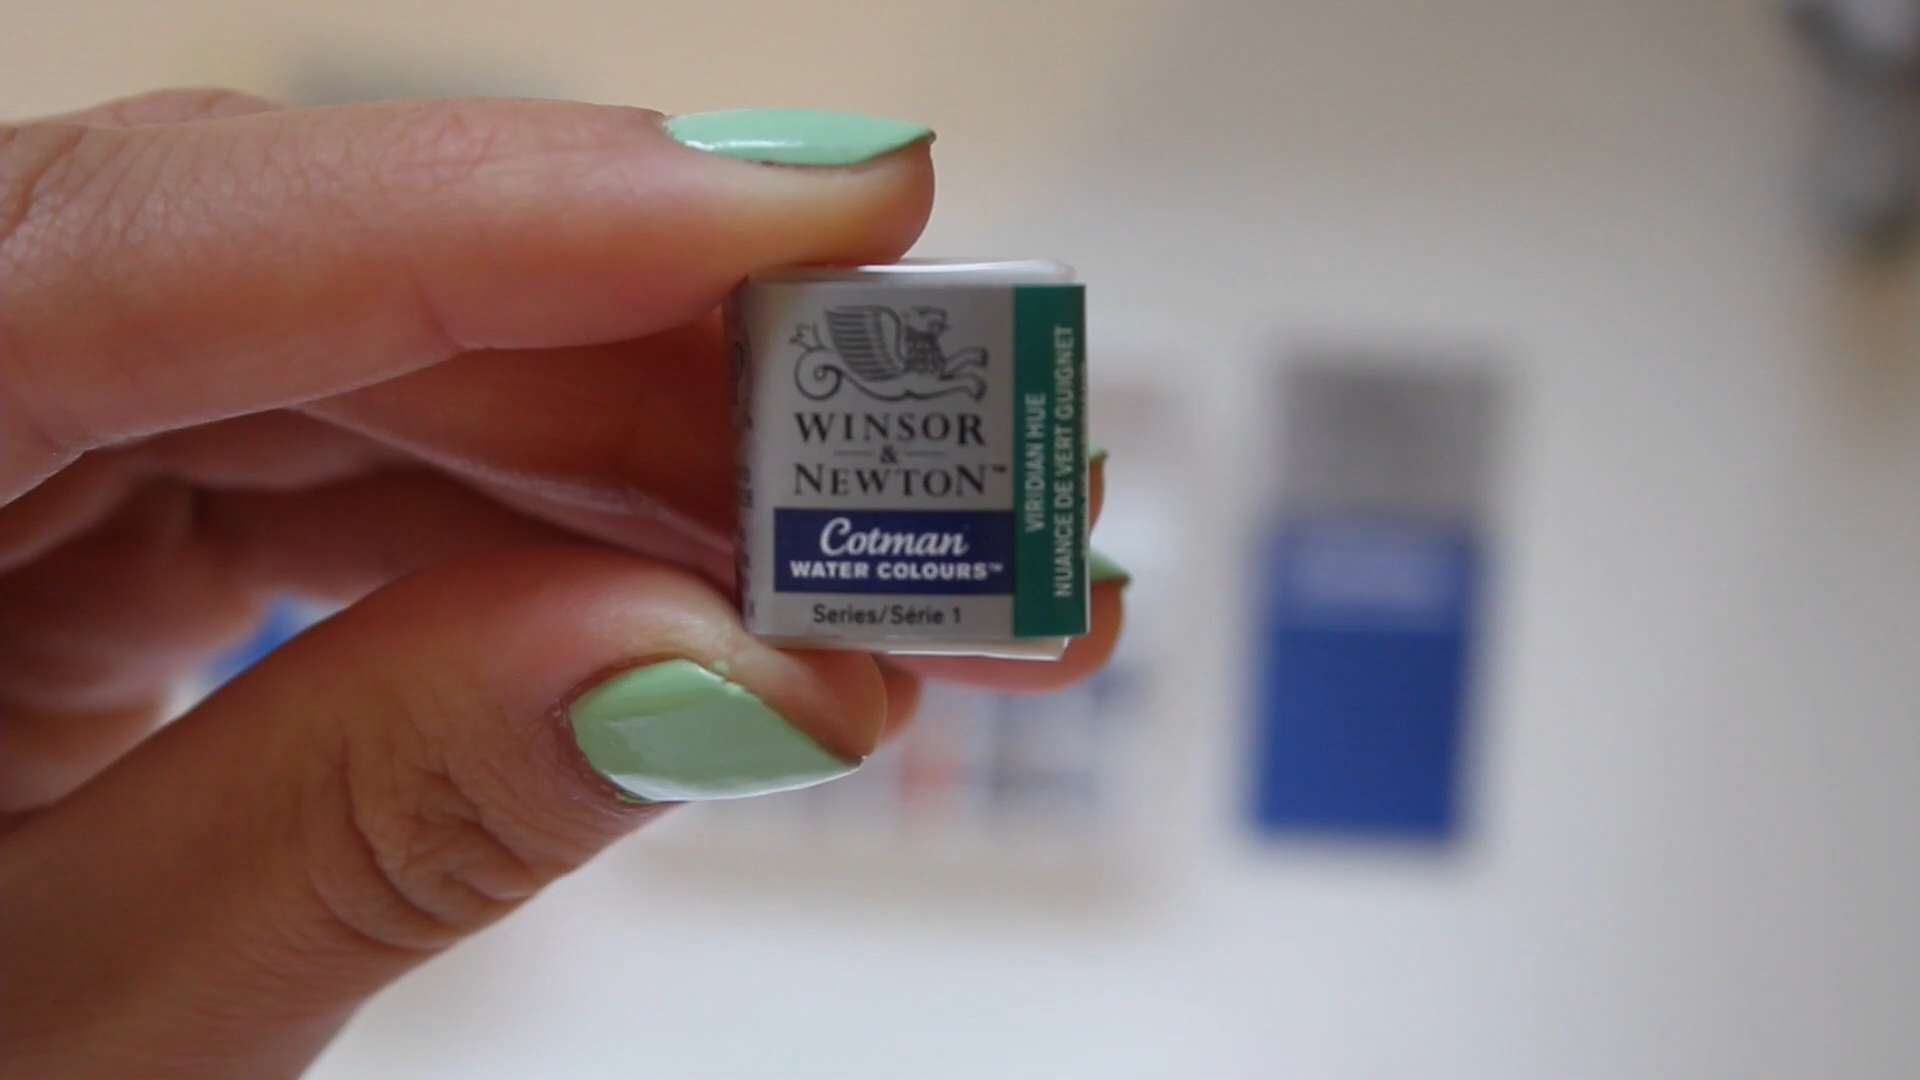 WINSOR
&
NEWTON™
Cotman
WATER COLOURS™
Series/Série 1
VIRIDIAN HUE
NUANCE DE VERT GUIGNET